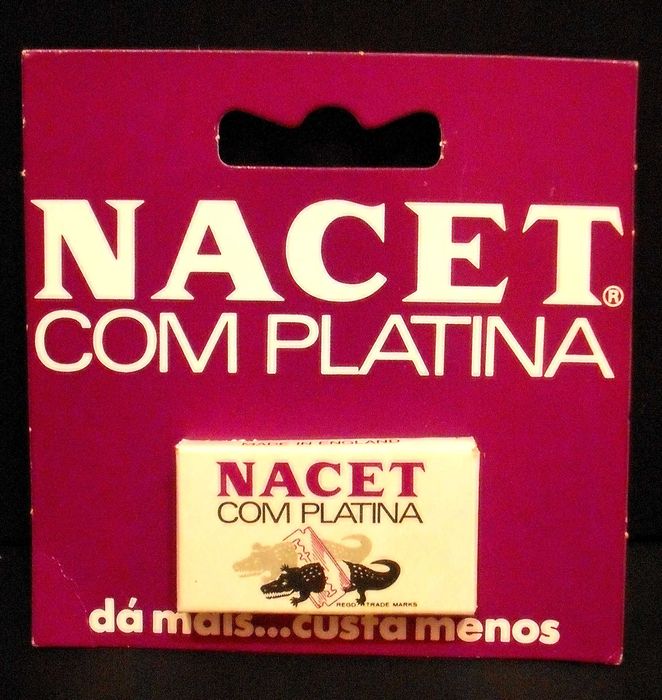 NACET®
COM PLATINA
MADE IN ENGLAND
NACET
COM PLATINA
REGD. TRADE MARKS
dá mais...custa menos